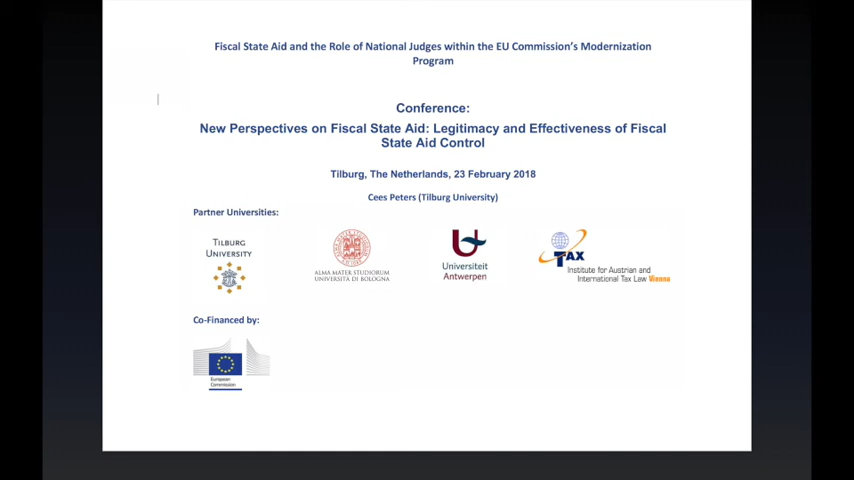 Fiscal State Aid and the Role of National Judges within the EU Commission's Modernization
Program
Conference:
New Perspectives on Fiscal State Aid: Legitimacy and Effectiveness of Fiscal
State Aid Control
Tilburg, The Netherlands, 23 February 2018
Cees Peters (Tilburg University)
Partner Universities:
TILBURG
UNIVERSITY
ALMA MATER STUDIORUM
UNIVERSITÀ DI BOLOGNA
Universiteit
Antwerpen
TAX
Institute for Austrian and
International Tax Law Vienna
Co-Financed by:
European
Commission